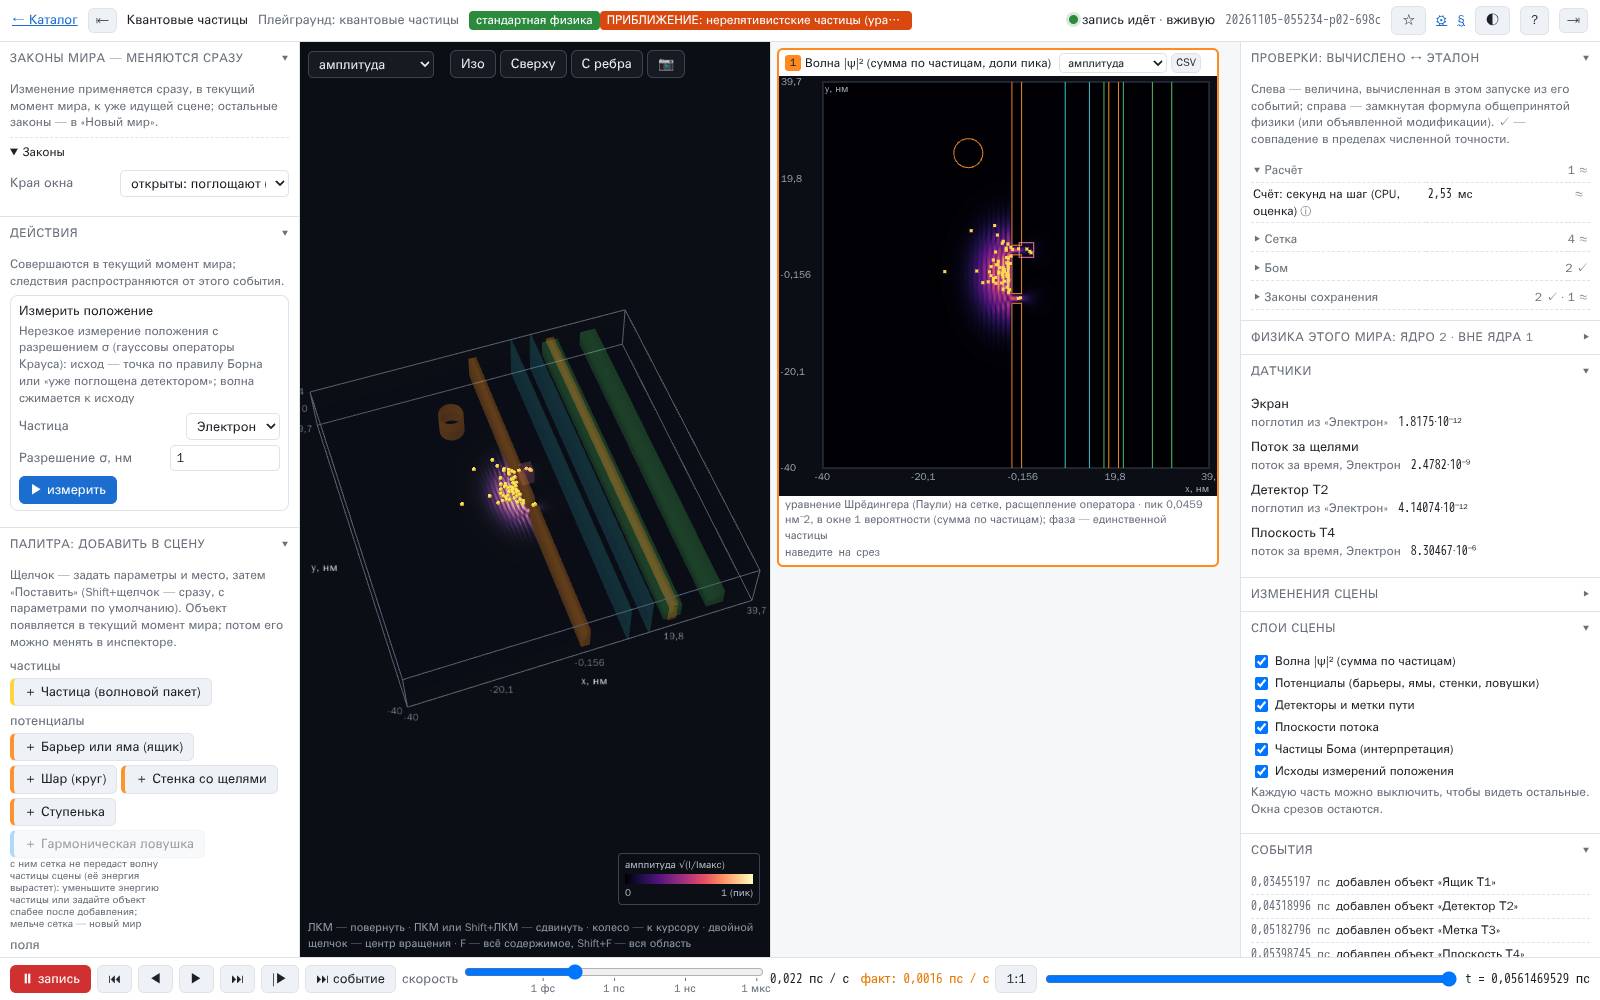 ← Каталог
⇤
Квантовые частицы
Плейграунд: квантовые частицы
стандартная физика
ПРИБЛИЖЕНИЕ: нерелятивистские частицы (ура···
запись идёт · вживую
20261105-055234-p02-698c
☆
⚙
§
?
⇥
ЗАКОНЫ МИРА — МЕНЯЮТСЯ СРАЗУ
Изменение применяется сразу, в текущий
момент мира, к уже идущей сцене; остальные
законы — в «Новый мир».
Законы
Края окна
открыты: поглощают (
ДЕЙСТВИЯ
Совершаются в текущий момент мира;
следствия распространяются от этого события.
Измерить положение
Нерезкое измерение положения с
разрешением σ (гауссовы операторы
Крауса): исход — точка по правилу Борна
или «уже поглощена детектором»; волна
сжимается к исходу
Частица
Электрон
Разрешение σ, нм
1
▶ измерить
ПАЛИТРА: ДОБАВИТЬ В СЦЕНУ
Щелчок — задать параметры и место, затем
«Поставить» (Shift+щелчок — сразу, с
параметрами по умолчанию). Объект
появляется в текущий момент мира; потом его
можно менять в инспекторе.
частицы
+ Частица (волновой пакет)
потенциалы
+ Барьер или яма (ящик)
+ Шар (круг)
+ Стенка со щелями
+ Ступенька
+ Гармоническая ловушка
с ним сетка не передаст волну
частицы сцены (её энергия
вырастет): уменьшите энергию
частицы или задайте объект
слабее после добавления;
мельче сетка — новый мир
поля
амплитуда
Изо
Сверху
С ребра
y, нм
-40
-40
-20,1
-0,156
x, нм
19,8
39,7
амплитуда √(I/Iмакс)
0
1 (пик)
ЛКМ — повернуть · ПКМ или Shift+ЛКМ — сдвинуть · колесо — к курсору · двойной
щелчок — центр вращения · F — всё содержимое, Shift+F — вся область
1
Волна |ψ|² (сумма по частицам, доли пика)
амплитуда
CSV
39,7
y, нм
19,8
-0,156
-20,1
-40
-40
-20,1
-0,156
19,8
39,
x, нм
уравнение Шрёдингера (Паули) на сетке, расщепление оператора · пик 0,0459
нм⁻2, в окне 1 вероятности (сумма по частицам); фаза — единственной
частицы
наведите на срез
ПРОВЕРКИ: ВЫЧИСЛЕНО ↔ ЭТАЛОН
Слева — величина, вычисленная в этом запуске из его
событий; справа — замкнутая формула общепринятой
физики (или объявленной модификации). ✓ —
совпадение в пределах численной точности.
Расчёт
1 ≈
Счёт: секунд на шаг (CPU,
оценка) ⓘ
2,53 мс
≈
Сетка
4 ≈
Бом
2 ✓
Законы сохранения
2 ✓ · 1 ≈
ФИЗИКА ЭТОГО МИРА: ЯДРО 2 · ВНЕ ЯДРА 1
ДАТЧИКИ
Экран
поглотил из «Электрон» 1.8175·10⁻¹²
Поток за щелями
поток за время, Электрон 2.4782·10⁻⁹
Детектор T2
поглотил из «Электрон» 4.14074·10⁻¹²
Плоскость T4
поток за время, Электрон 8.30467·10⁻⁶
ИЗМЕНЕНИЯ СЦЕНЫ
СЛОИ СЦЕНЫ
Волна |ψ|² (сумма по частицам)
Потенциалы (барьеры, ямы, стенки, ловушки)
Детекторы и метки пути
Плоскости потока
Частицы Бома (интерпретация)
Исходы измерений положения
Каждую часть можно выключить, чтобы видеть остальные.
Окна срезов остаются.
СОБЫТИЯ
0,03455197 пс добавлен объект «Ящик T1»
0,04318996 пс добавлен объект «Детектор T2»
0,05182796 пс добавлен объект «Метка T3»
0,05398745 пс добавлен объект «Плоскость T4»
⏸ запись
⏭ событие
скорость
1 фс
1 пс
1 нс
1 мкс
0,022 пс / с
факт: 0,0016 пс / с
1:1
t = 0,0561469529 пс